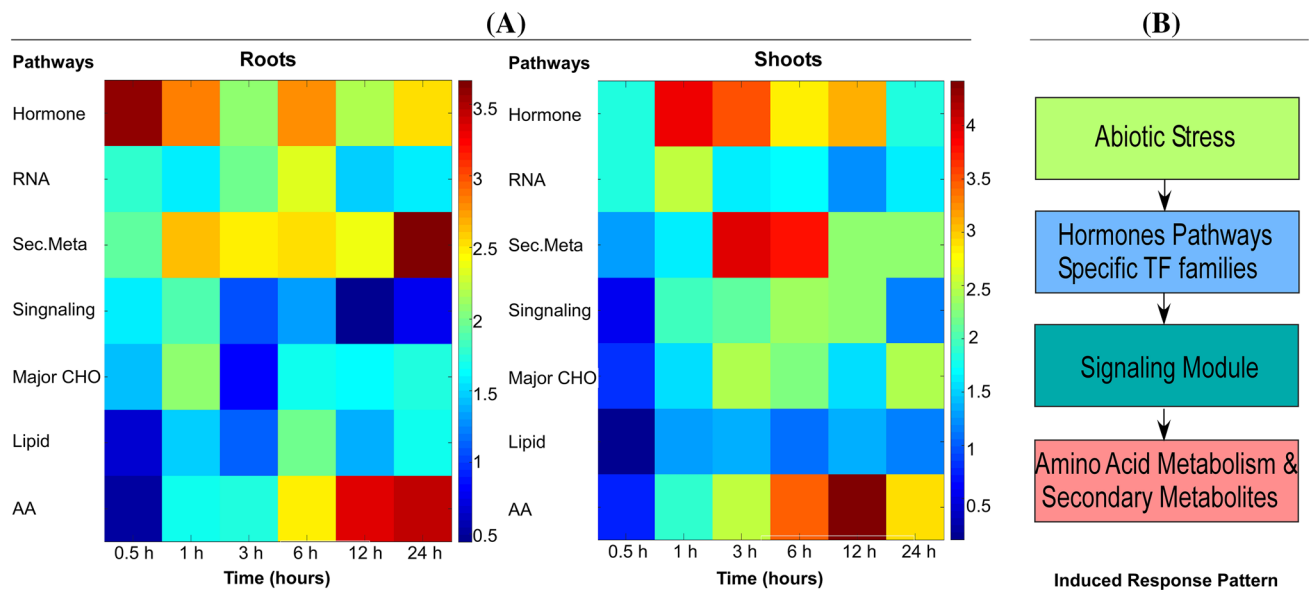 (A)
(B)
Pathways
Roots
Hormone
RNA
Sec.Meta
Singnaling
Major CHO
Lipid
AA
0.5 h 1 h 3 h 6 h 12 h 24 h
Time (hours)
3.5
3
2.5
2
1.5
1
0.5
Pathways
Shoots
Hormone
RNA
Sec.Meta
Singnaling
Major CHO
Lipid
AA
0.5 h 1 h 3 h 6 h 12 h 24 h
Time (hours)
4
3.5
3
2.5
2
1.5
1
0.5
Abiotic Stress
Hormones Pathways
Specific TF families
Signaling Module
Amino Acid Metabolism &
Secondary Metabolites
Induced Response Pattern